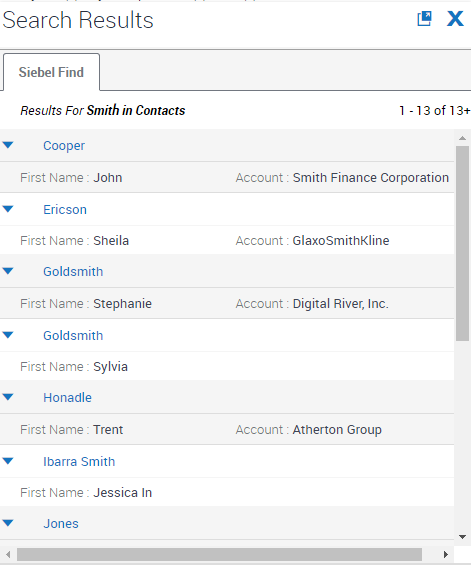 Search Results
Siebel Find
Results For Smith in Contacts 1 - 13 of 13+
Cooper
First Name : John Account : Smith Finance Corporation
Ericson
First Name : Sheila Account : GlaxoSmithKline
Goldsmith
First Name : Stephanie Account : Digital River, Inc.
Goldsmith
First Name : Sylvia
Honadle
First Name : Trent Account : Atherton Group
Ibarra Smith
First Name : Jessica In
Jones